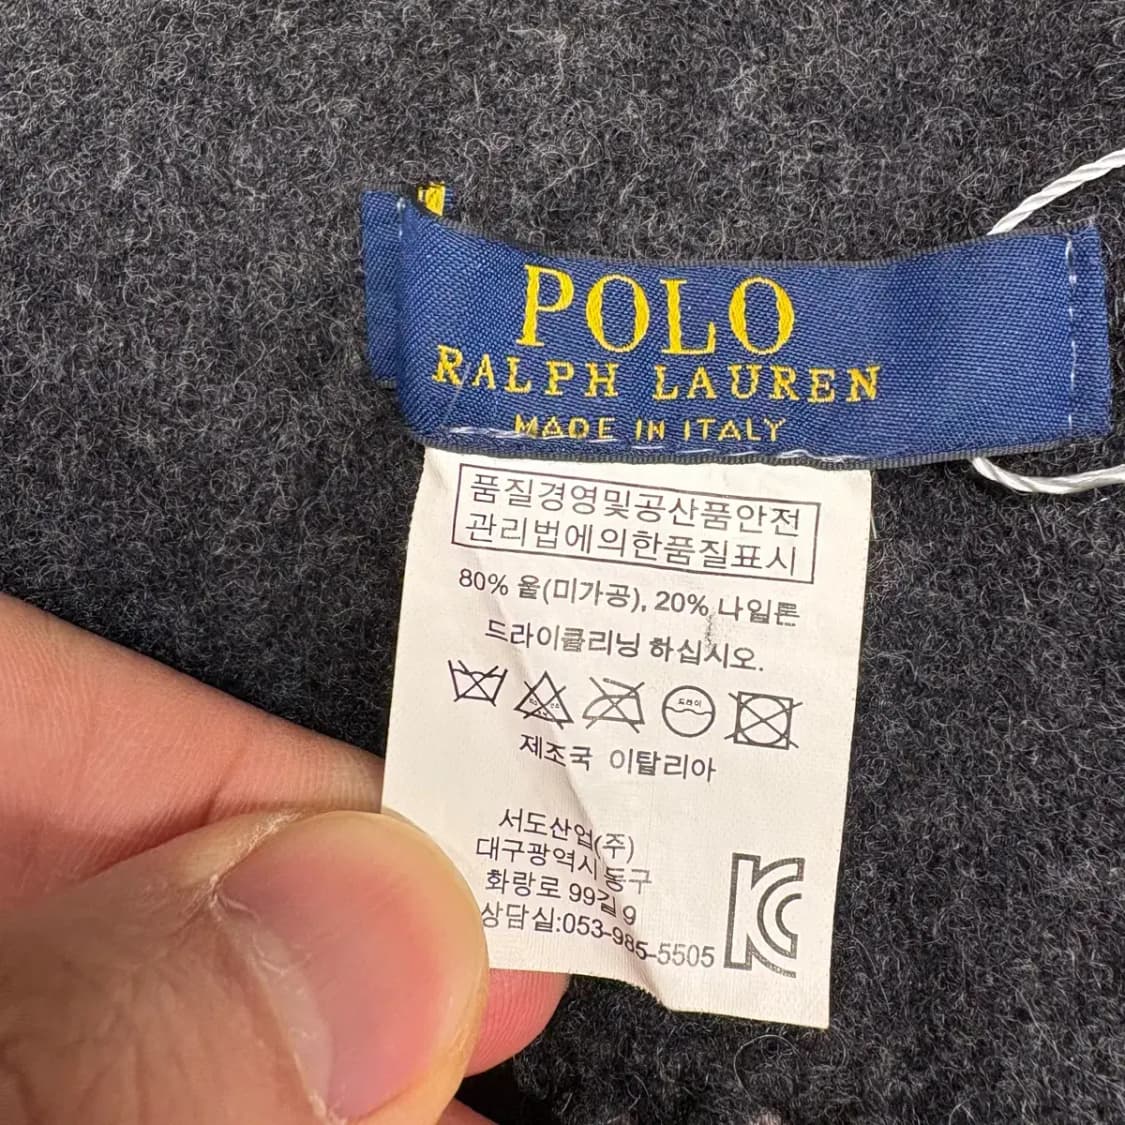 POLO
RALPH LAUREN
MADE IN ITALY
품질경영및공산품안전
관리법에의한품질표시
80% 울(미가공), 20% 나일론
드라이클리닝 하십시오.
드라이
제조국 이탈리아
서도산업(주)
대구광역시 동구
화랑로 99길 9
상담실:053-985-5505
KC